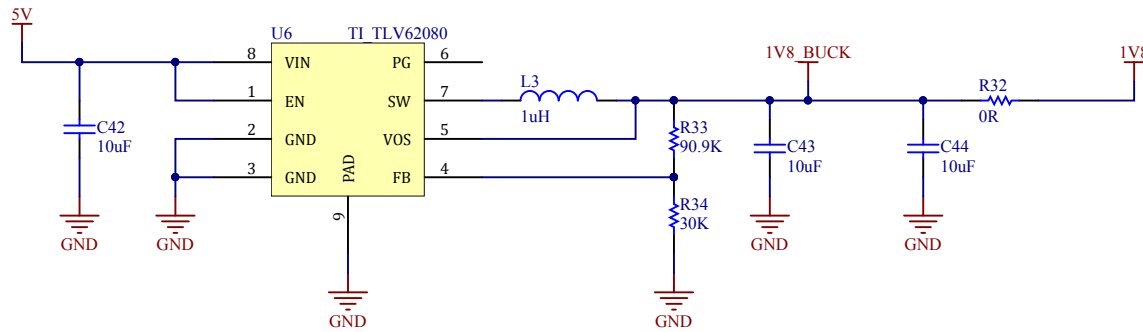 5V
U6
TI_TLV62080
8
VIN
PG
6
1V8_BUCK
1V8
1
EN
SW
7
L3
1uH
R32
0R
C42
10uF
2
GND
VOS
5
R33
90.9K
C43
10uF
C44
10uF
3
GND
PAD
FB
4
9
R34
30K
GND
GND
GND
GND
GND
GND